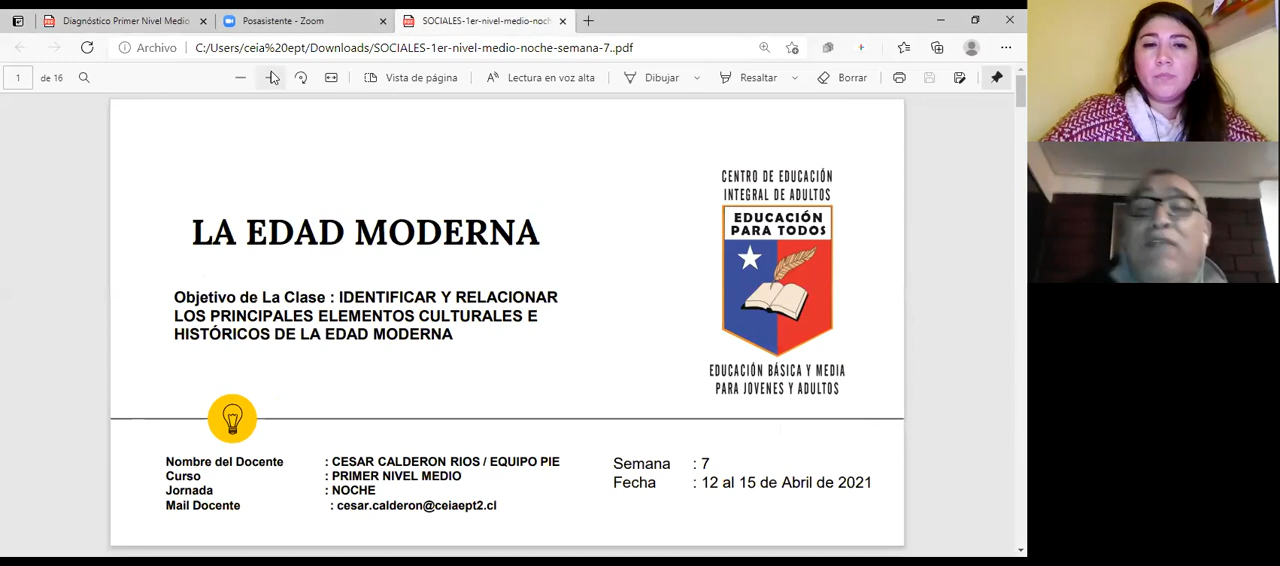 Diagnóstico Primer Nivel Medio
Posasistente - Zoom
SOCIALES-1er-nivel-medio-noch
Archivo
C:/Users/ceia%20ept/Downloads/SOCIALES-1er-nivel-medio-noche-semana-7..pdf
1 de 16
Vista de página
Lectura en voz alta
Dibujar
Resaltar
Borrar
CENTRO DE EDUCACIÓN
INTEGRAL DE ADULTOS
EDUCACIÓN
PARA TODOS
LA EDAD MODERNA
Objetivo de La Clase : IDENTIFICAR Y RELACIONAR
LOS PRINCIPALES ELEMENTOS CULTURALES E
HISTÓRICOS DE LA EDAD MODERNA
EDUCACIÓN BÁSICA Y MEDIA
PARA JOVENES Y ADULTOS
Nombre del Docente : CESAR CALDERON RIOS / EQUIPO PIE
Curso : PRIMER NIVEL MEDIO
Jornada : NOCHE
Mail Docente : cesar.calderon@ceiaept2.cl
Semana : 7
Fecha : 12 al 15 de Abril de 2021